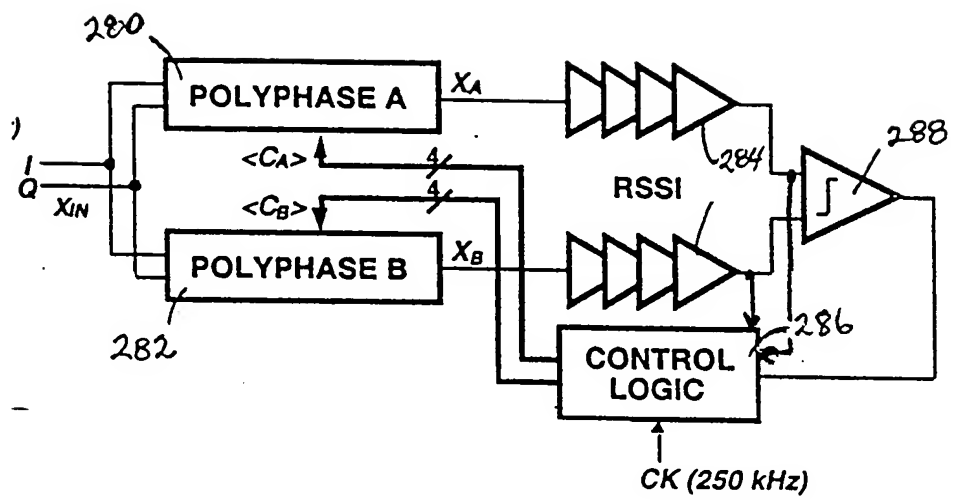 280
POLYPHASE A
XA
)
I
Q
XIN
<CA>
4
284
288
RSSI
<CB>
4
POLYPHASE B
XB
282
286
CONTROL
LOGIC
CK (250 kHz)